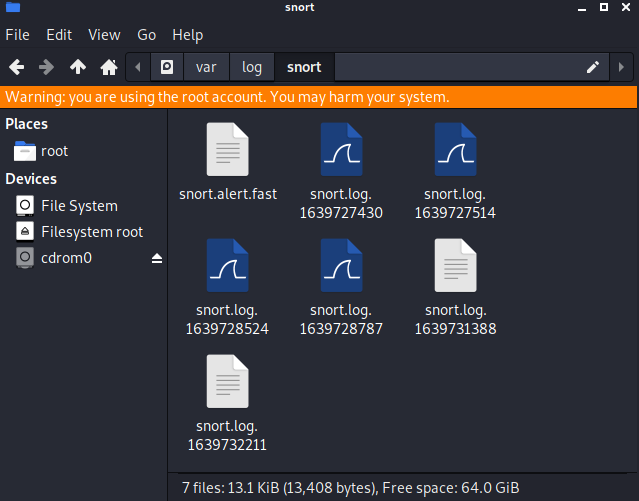 snort
File Edit View Go Help
var log snort
Warning: you are using the root account. You may harm your system.
Places
root
Devices
File System
Filesystem root
cdrom0
snort.alert.fast
snort.log.
1639727430
snort.log.
1639727514
snort.log.
1639728524
snort.log.
1639728787
snort.log.
1639731388
snort.log.
1639732211
7 files: 13.1 KiB (13,408 bytes), Free space: 64.0 GiB